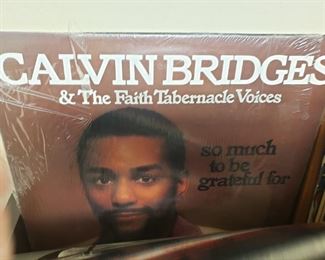 CALVIN BRIDGES
& The Faith Tabernacle Voices
so much
to be
grateful for